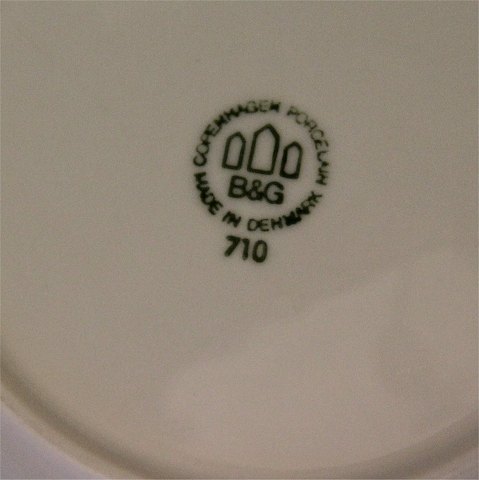 COPENHAGEN PORCELAIN
B&G
MADE IN DENMARK
710